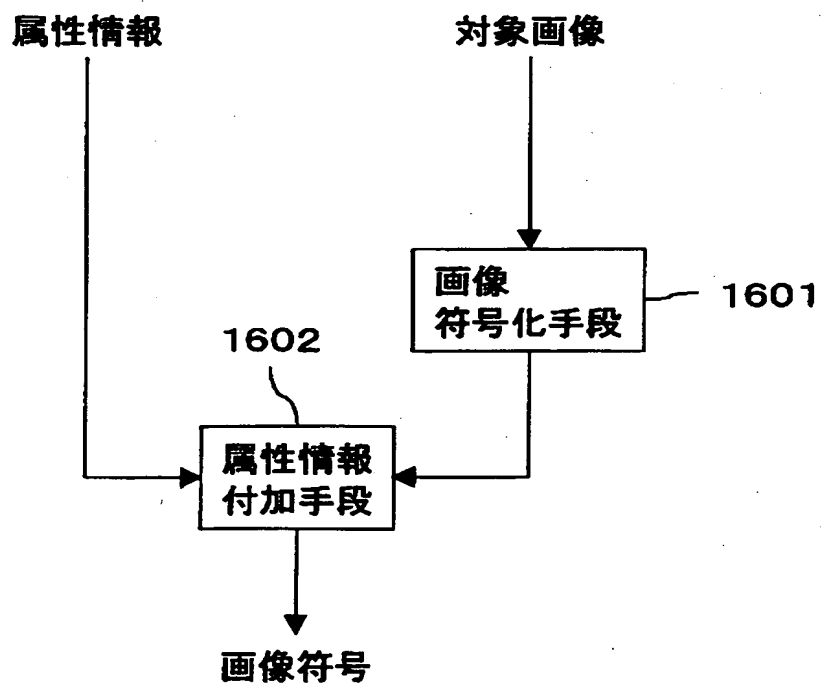 属性情報
対象画像
画像
符号化手段
1601
1602
属性情報
付加手段
画像符号